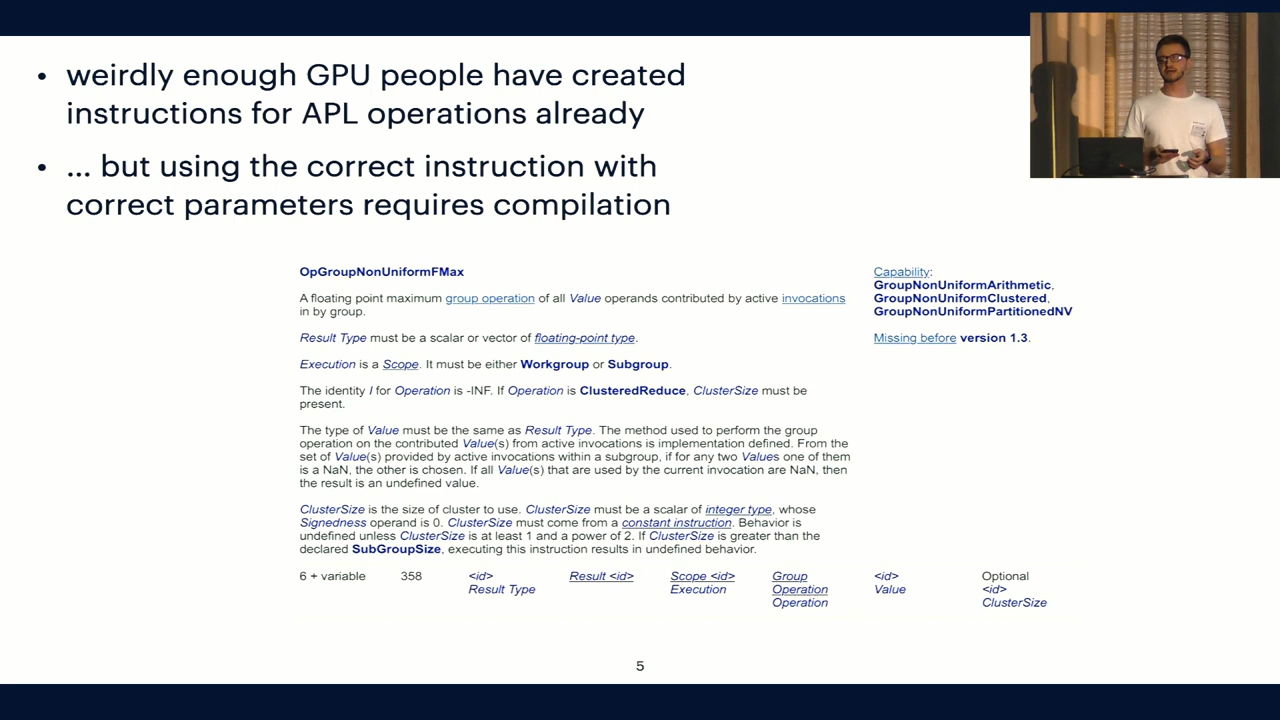 • weirdly enough GPU people have created
instructions for APL operations already
• ... but using the correct instruction with
correct parameters requires compilation
OpGroupNonUniformFMax
A floating point maximum group operation of all Value operands contributed by active invocations
in by group.
Result Type must be a scalar or vector of floating-point type.
Execution is a Scope. It must be either Workgroup or Subgroup.
The identity I for Operation is -INF. If Operation is ClusteredReduce, ClusterSize must be
present.
The type of Value must be the same as Result Type. The method used to perform the group
operation on the contributed Value(s) from active invocations is implementation defined. From the
set of Value(s) provided by active invocations within a subgroup, if for any two Values one of them
is a NaN, the other is chosen. If all Value(s) that are used by the current invocation are NaN, then
the result is an undefined value.
ClusterSize is the size of cluster to use. ClusterSize must be a scalar of integer type, whose
Signedness operand is 0. ClusterSize must come from a constant instruction. Behavior is
undefined unless ClusterSize is at least 1 and a power of 2. If ClusterSize is greater than the
declared SubGroupSize, executing this instruction results in undefined behavior.
Capability:
GroupNonUniformArithmetic,
GroupNonUniformClustered,
GroupNonUniformPartitionedNV
Missing before version 1.3.
6 + variable 358 <id> Result <id> Scope <id> Group <id> Optional
Result Type Execution Operation Value <id>
Operation ClusterSize
5